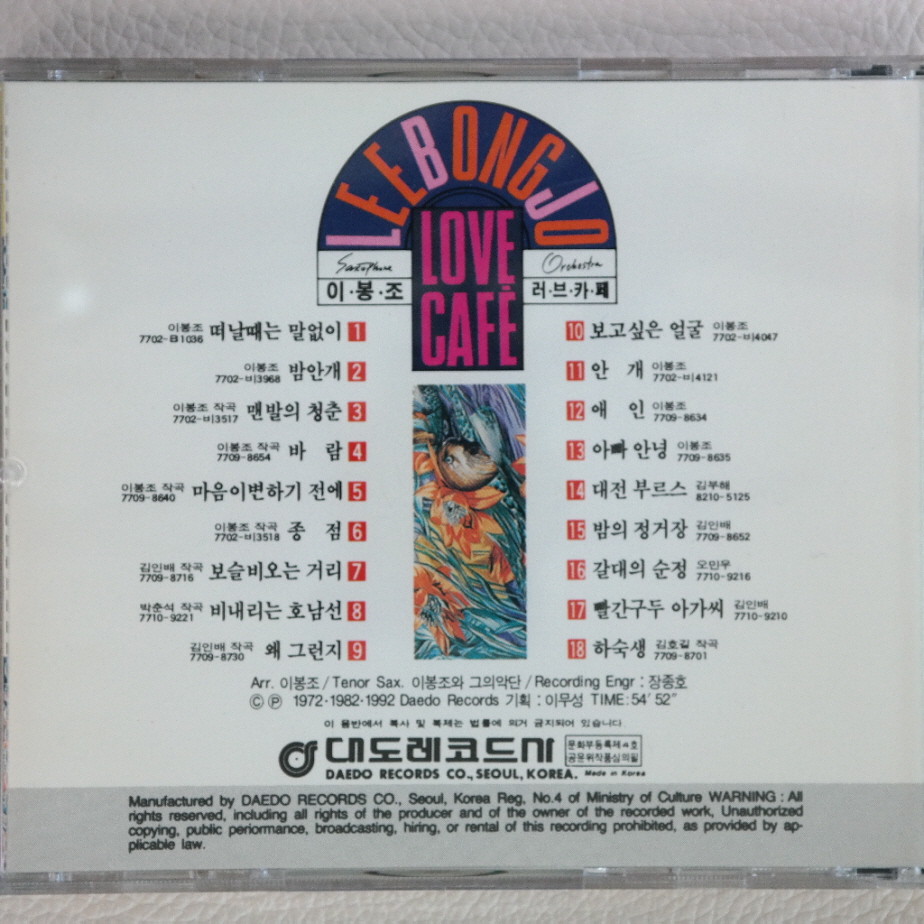 LEE BONG JO
LOVE
CAFÉ
Saxophone
Orchestra
이·봉·조
러·브·카·페
이봉조 7702-B1036 떠날때는 말없이 1
이봉조 7702-비3968 밤안개 2
이봉조 작곡 7702-비3517 맨발의 청춘 3
이봉조 작곡 7709-8654 바 람 4
이봉조 작곡 7709-8640 마음이변하기 전에 5
이봉조 작곡 7702-비3518 종 점 6
김인배 작곡 7709-8716 보슬비오는 거리 7
박춘석 작곡 7710-9221 비내리는 호남선 8
김인배 작곡 7709-8730 왜 그런지 9
10 보고싶은 얼굴 이봉조 7702-비4047
11 안 개 이봉조 7702-비4121
12 애 인 이봉조 7709-8634
13 아빠 안녕 이봉조 7709-8635
14 대전 부르스 김부해 8210-5125
15 밤의 정거장 김인배 7709-8652
16 갈대의 순정 오민우 7710-9216
17 빨간구두 아가씨 김인배 7710-9210
18 하숙생 김호길 작곡 7709-8701
Arr. 이봉조/Tenor Sax. 이봉조와 그의악단/Recording Engr : 장종호
Ⓒ Ⓟ 1972·1982·1992 Daedo Records 기획 : 이무성 TIME:54' 52"
이 음반에서 복사 및 복제는 법률에 의거 금지되어 있습니다.
대도레코드사
문화부등록제4호
공윤위작품심의필
DAEDO RECORDS CO., SEOUL, KOREA.
Made in Korea
Manufactured by DAEDO RECORDS CO., Seoul, Korea Reg, No.4 of Ministry of Culture WARNING : All
rights reserved, including all rights of the producer and of the owner of the recorded work, Unauthorized
copying, public periormance, broadcasting, hiring, or rental of this recording prohibited, as provided by ap-
plicable law.